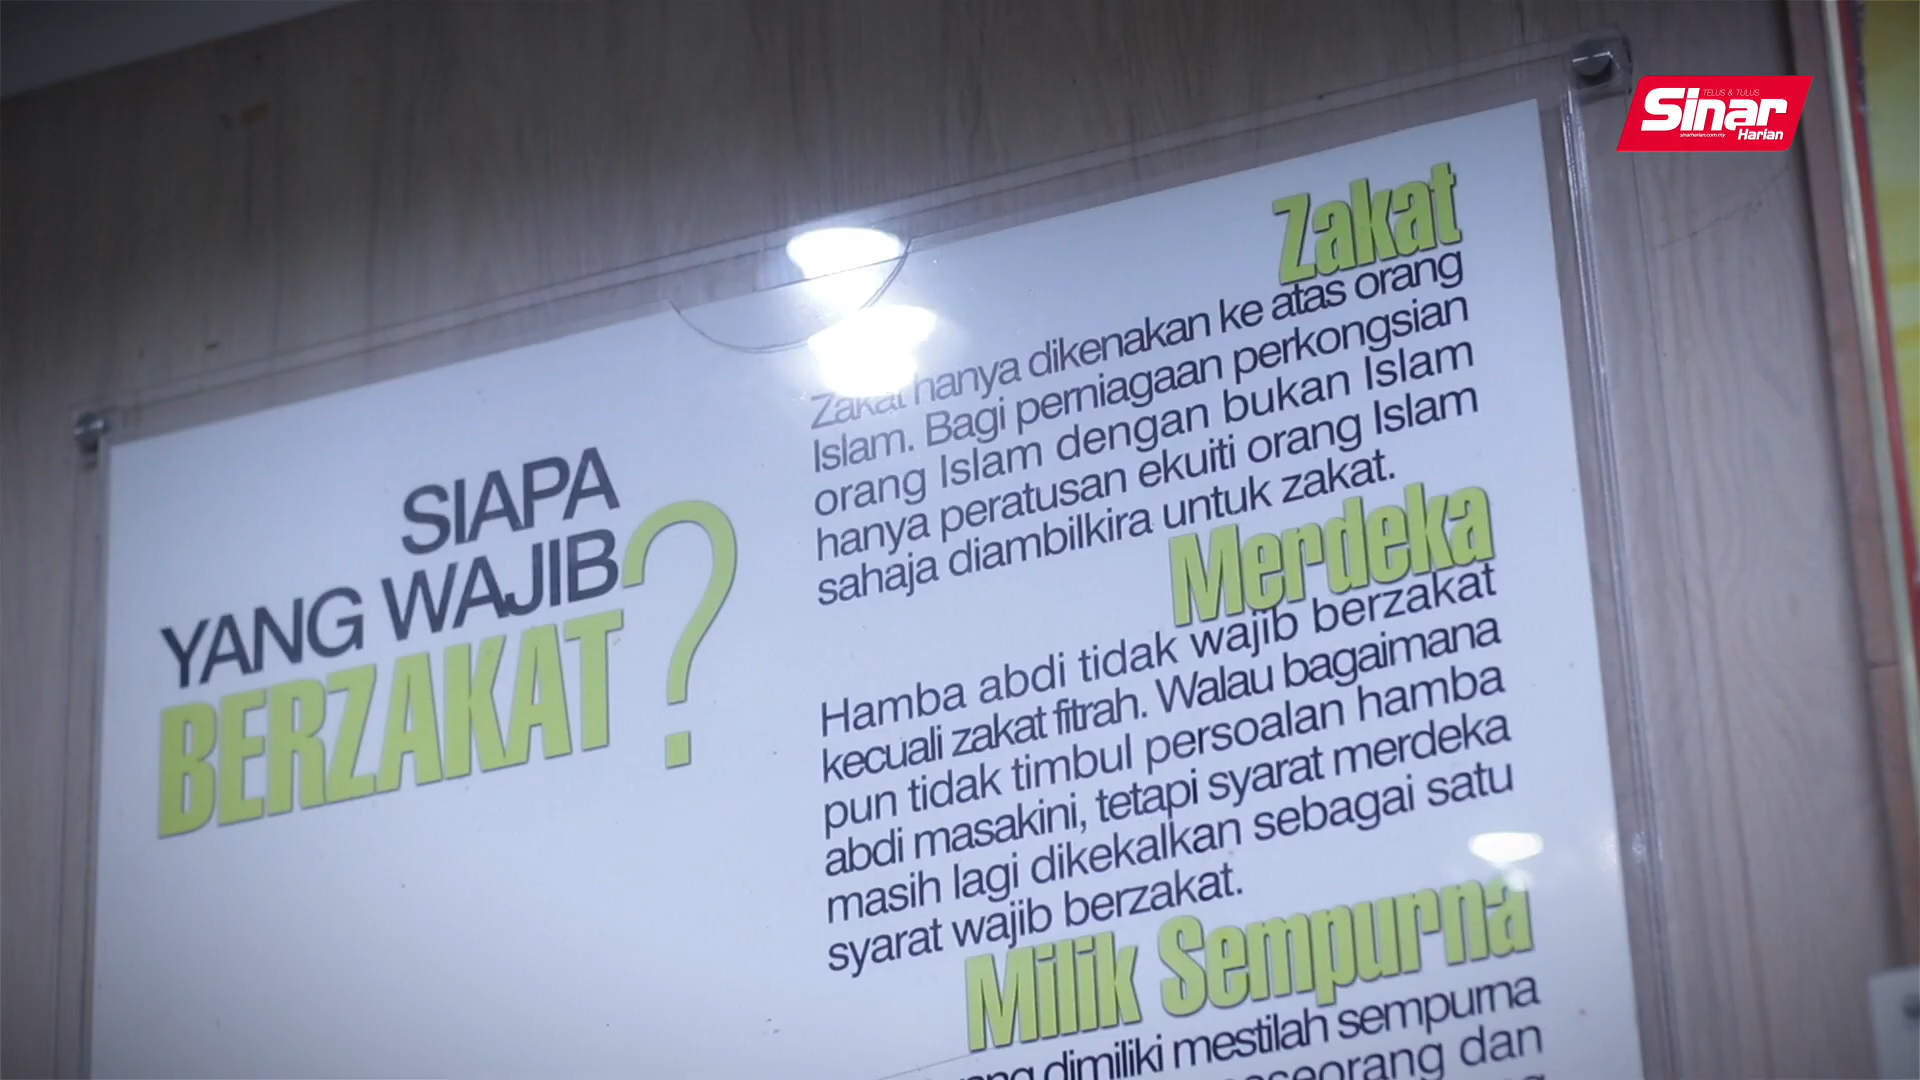 TELUS & TULUS
Sinar
Harian
sinarharian.com.my
SIAPA
YANG WAJIB
BERZAKAT?
Zakat
Zakat hanya dikenakan ke atas orang
Islam. Bagi perniagaan perkongsian
orang Islam dengan bukan Islam
hanya peratusan ekuiti orang Islam
sahaja diambilkira untuk zakat.
Merdeka
Hamba abdi tidak wajib berzakat
kecuali zakat fitrah. Walau bagaimana
pun tidak timbul persoalan hamba
abdi masakini, tetapi syarat merdeka
masih lagi dikekalkan sebagai satu
syarat wajib berzakat.
Milik Sempurna
dimiliki mestilah sempurna
dan